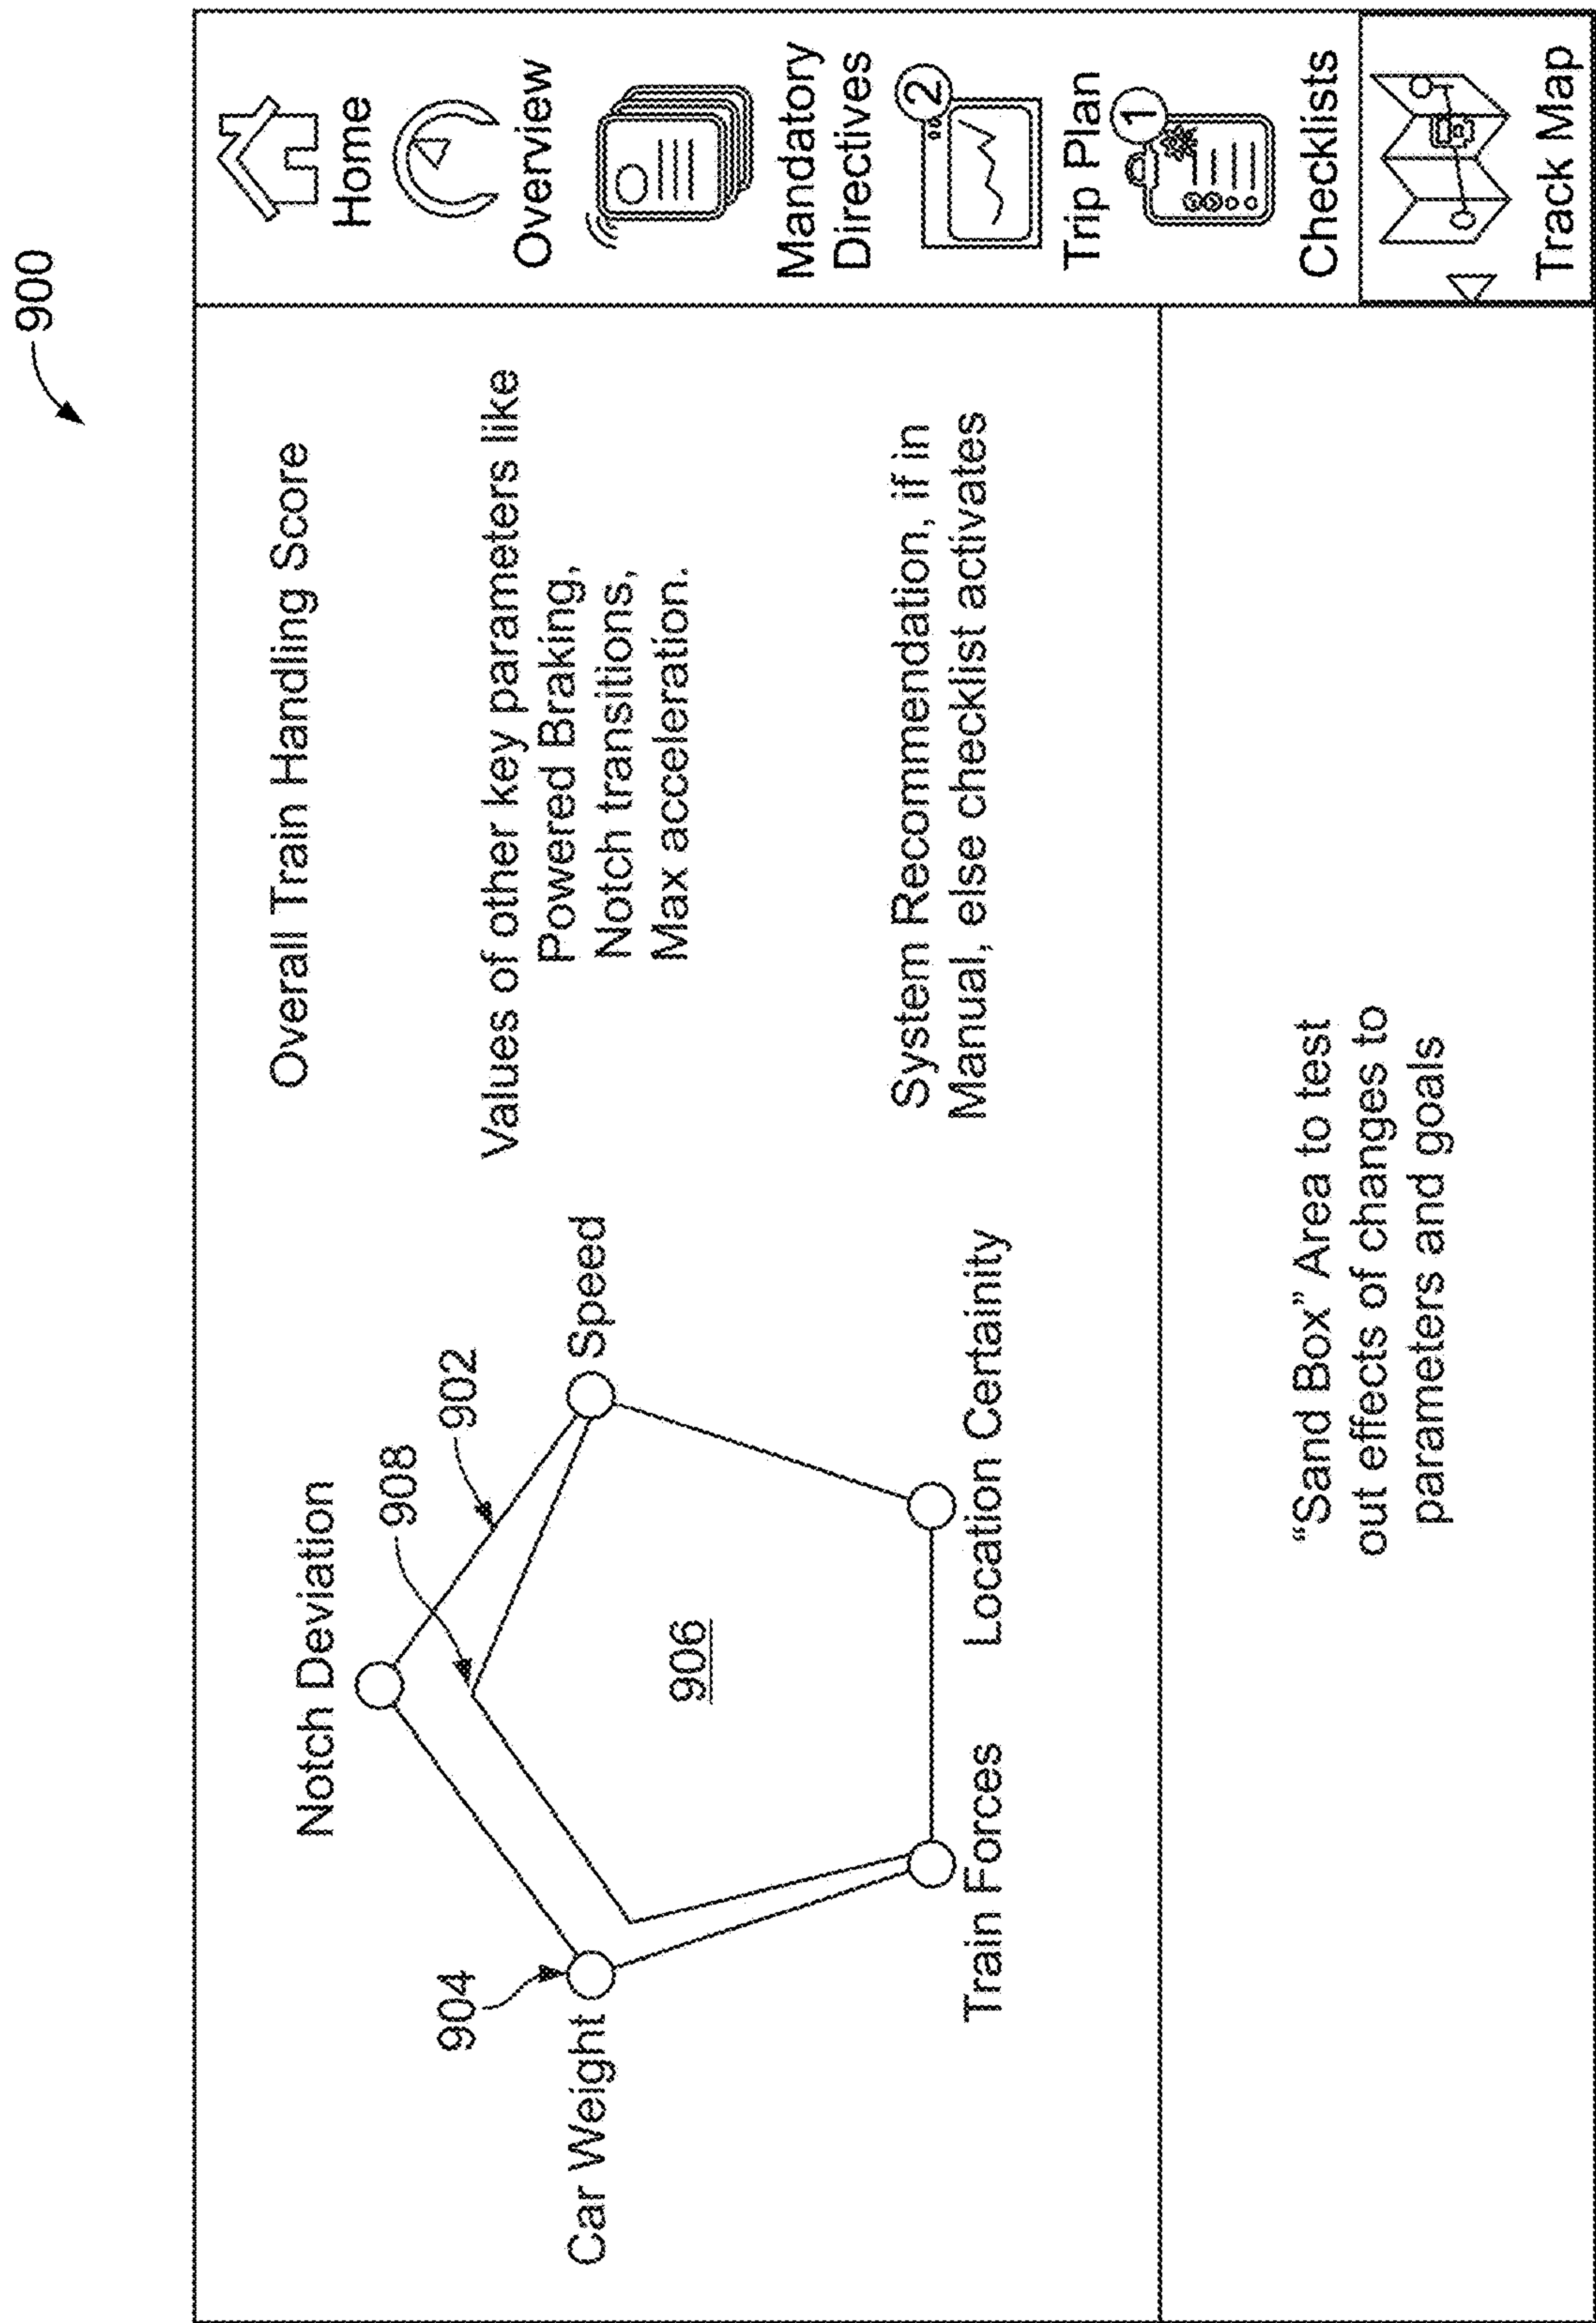 900
Notch Deviation
908
902
904
Car Weight
Speed
906
Train Forces
Location Certainity
Overall Train Handling Score
Values of other key parameters like
Powered Braking,
Notch transitions,
Max acceleration.
System Recommendation, if in
Manual, else checklist activates
Home
Overview
Mandatory
Directives
2
Trip Plan
1
Checklists
Track Map
“Sand Box” Area to test
out effects of changes to
parameters and goals